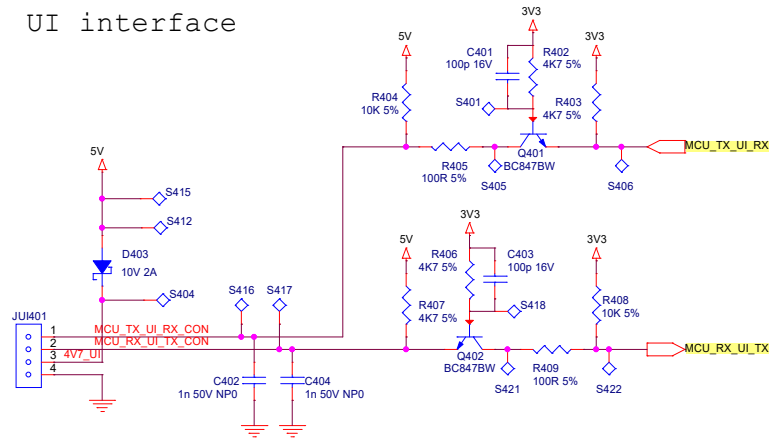 UI interface
3V3
5V
3V3
C401
100p 16V
R402
4K7 5%
R404
10K 5%
S401
R403
4K7 5%
MCU_TX_UI_RX
R405
100R 5%
Q401
BC847BW
S405
S406
5V
S415
S412
D403
10V 2A
S404
3V3
5V
3V3
R406
4K7 5%
C403
100p 16V
S416
S417
R407
4K7 5%
S418
R408
10K 5%
JUI401
1
MCU_TX_UI_RX_CON
2
MCU_RX_UI_TX_CON
3
4V7_UI
4
MCU_RX_UI_TX
Q402
BC847BW
S421
R409
100R 5%
S422
C402
1n 50V NP0
C404
1n 50V NP0